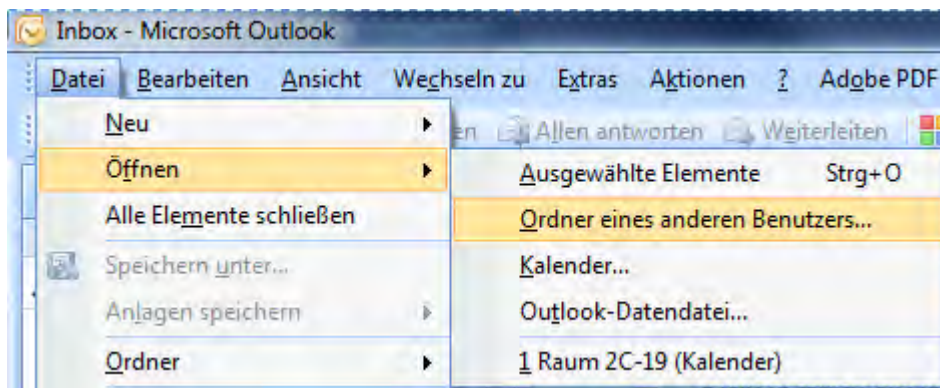 Inbox - Microsoft Outlook
Datei Bearbeiten Ansicht Wechseln zu Extras Aktionen ? Adobe PDF
Neu
en Allen antworten Weiterleiten
Öffnen
Ausgewählte Elemente Strg+O
Alle Elemente schließen
Ordner eines anderen Benutzers...
Speichern unter...
Kalender...
Anlagen speichern
Outlook-Datendatei...
Ordner
1 Raum 2C-19 (Kalender)